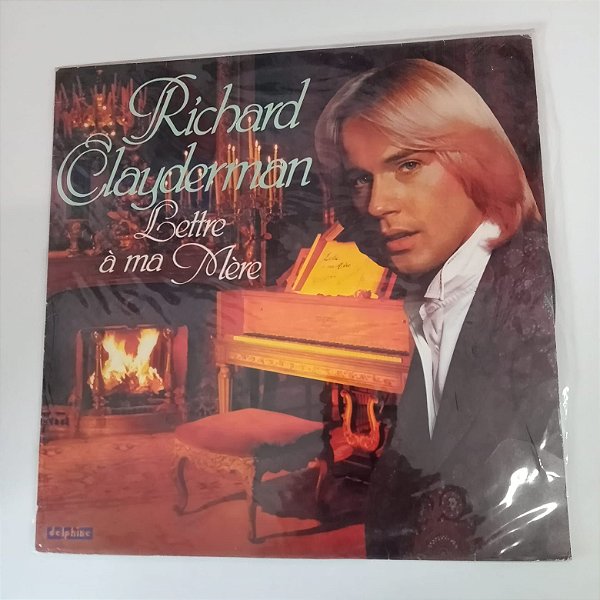 Richard
Clayderman
Lettre
à ma Mère
delphine